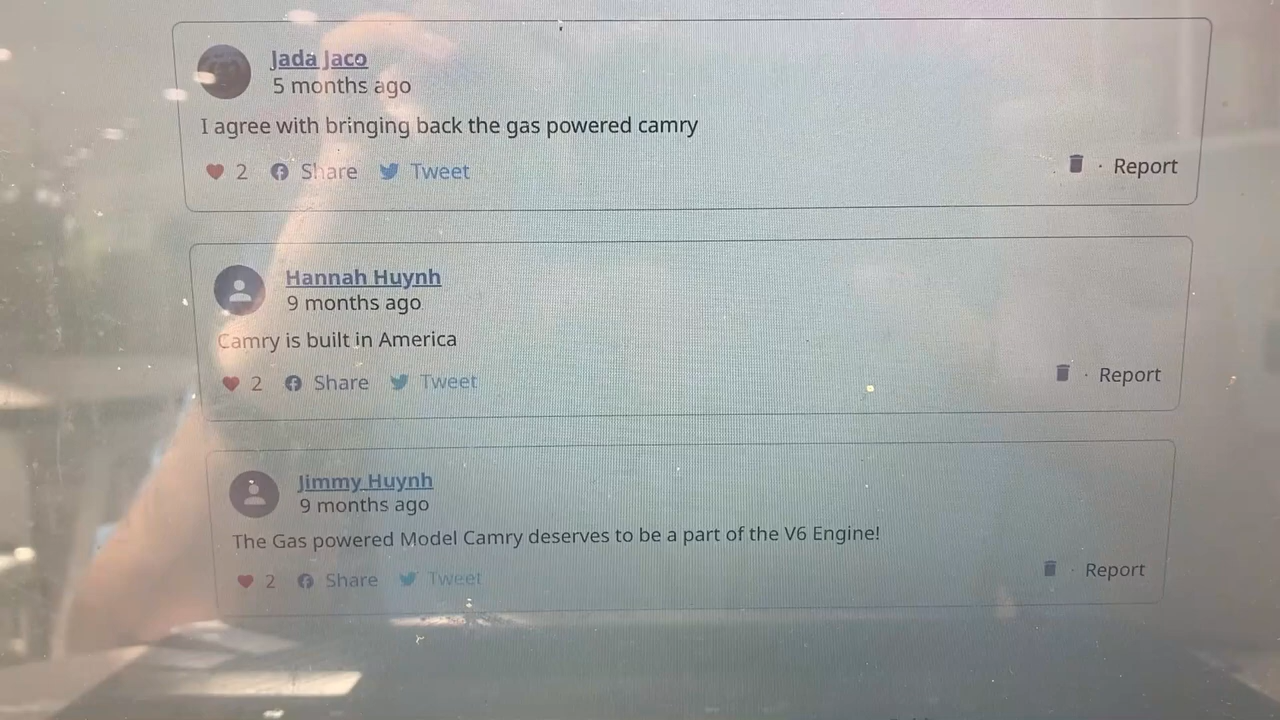 Jada Jaco
5 months ago
I agree with bringing back the gas powered camry
2 Share Tweet · Report
Hannah Huynh
9 months ago
Camry is built in America
2 Share Tweet · Report
Jimmy Huynh
9 months ago
The Gas powered Model Camry deserves to be a part of the V6 Engine!
2 Share Tweet · Report